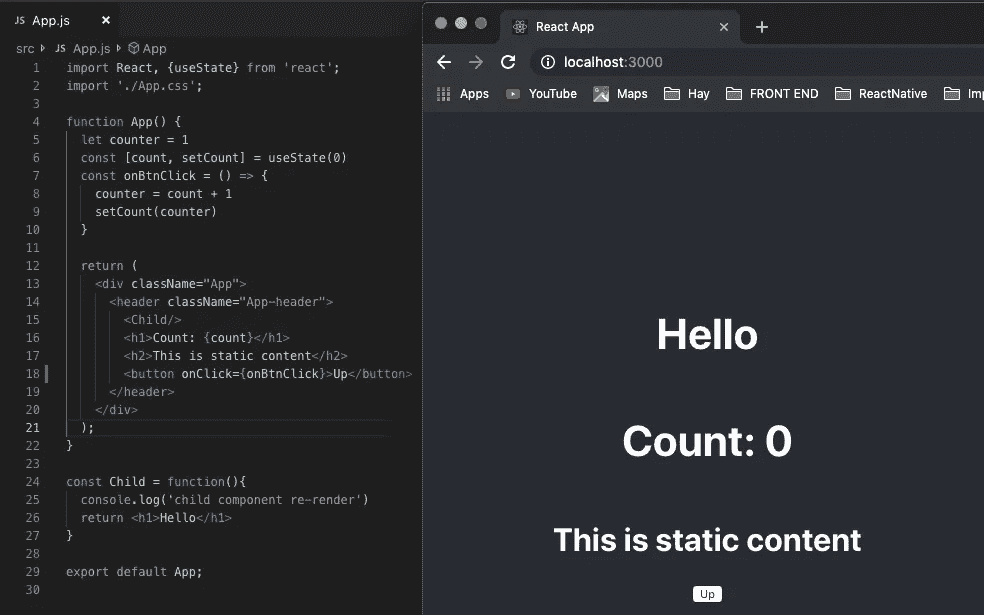 JS App.js ×
src JS App.js App
1 import React, {useState} from 'react';
2 import './App.css';
3
4 function App() {
5 let counter = 1
6 const [count, setCount] = useState(0)
7 const onBtnClick = () => {
8 counter = count + 1
9 setCount(counter)
10 }
11
12 return (
13 <div className="App">
14 <header className="App-header">
15 <Child/>
16 <h1>Count: {count}</h1>
17 <h2>This is static content</h2>
18 <button onClick={onBtnClick}>Up</button>
19 </header>
20 </div>
21 );
22 }
23
24 const Child = function(){
25 console.log('child component re-render')
26 return <h1>Hello</h1>
27 }
28
29 export default App;
30
React App
localhost:3000
Apps YouTube Maps Hay FRONT END ReactNative Imp
Hello
Count: 0
This is static content
Up